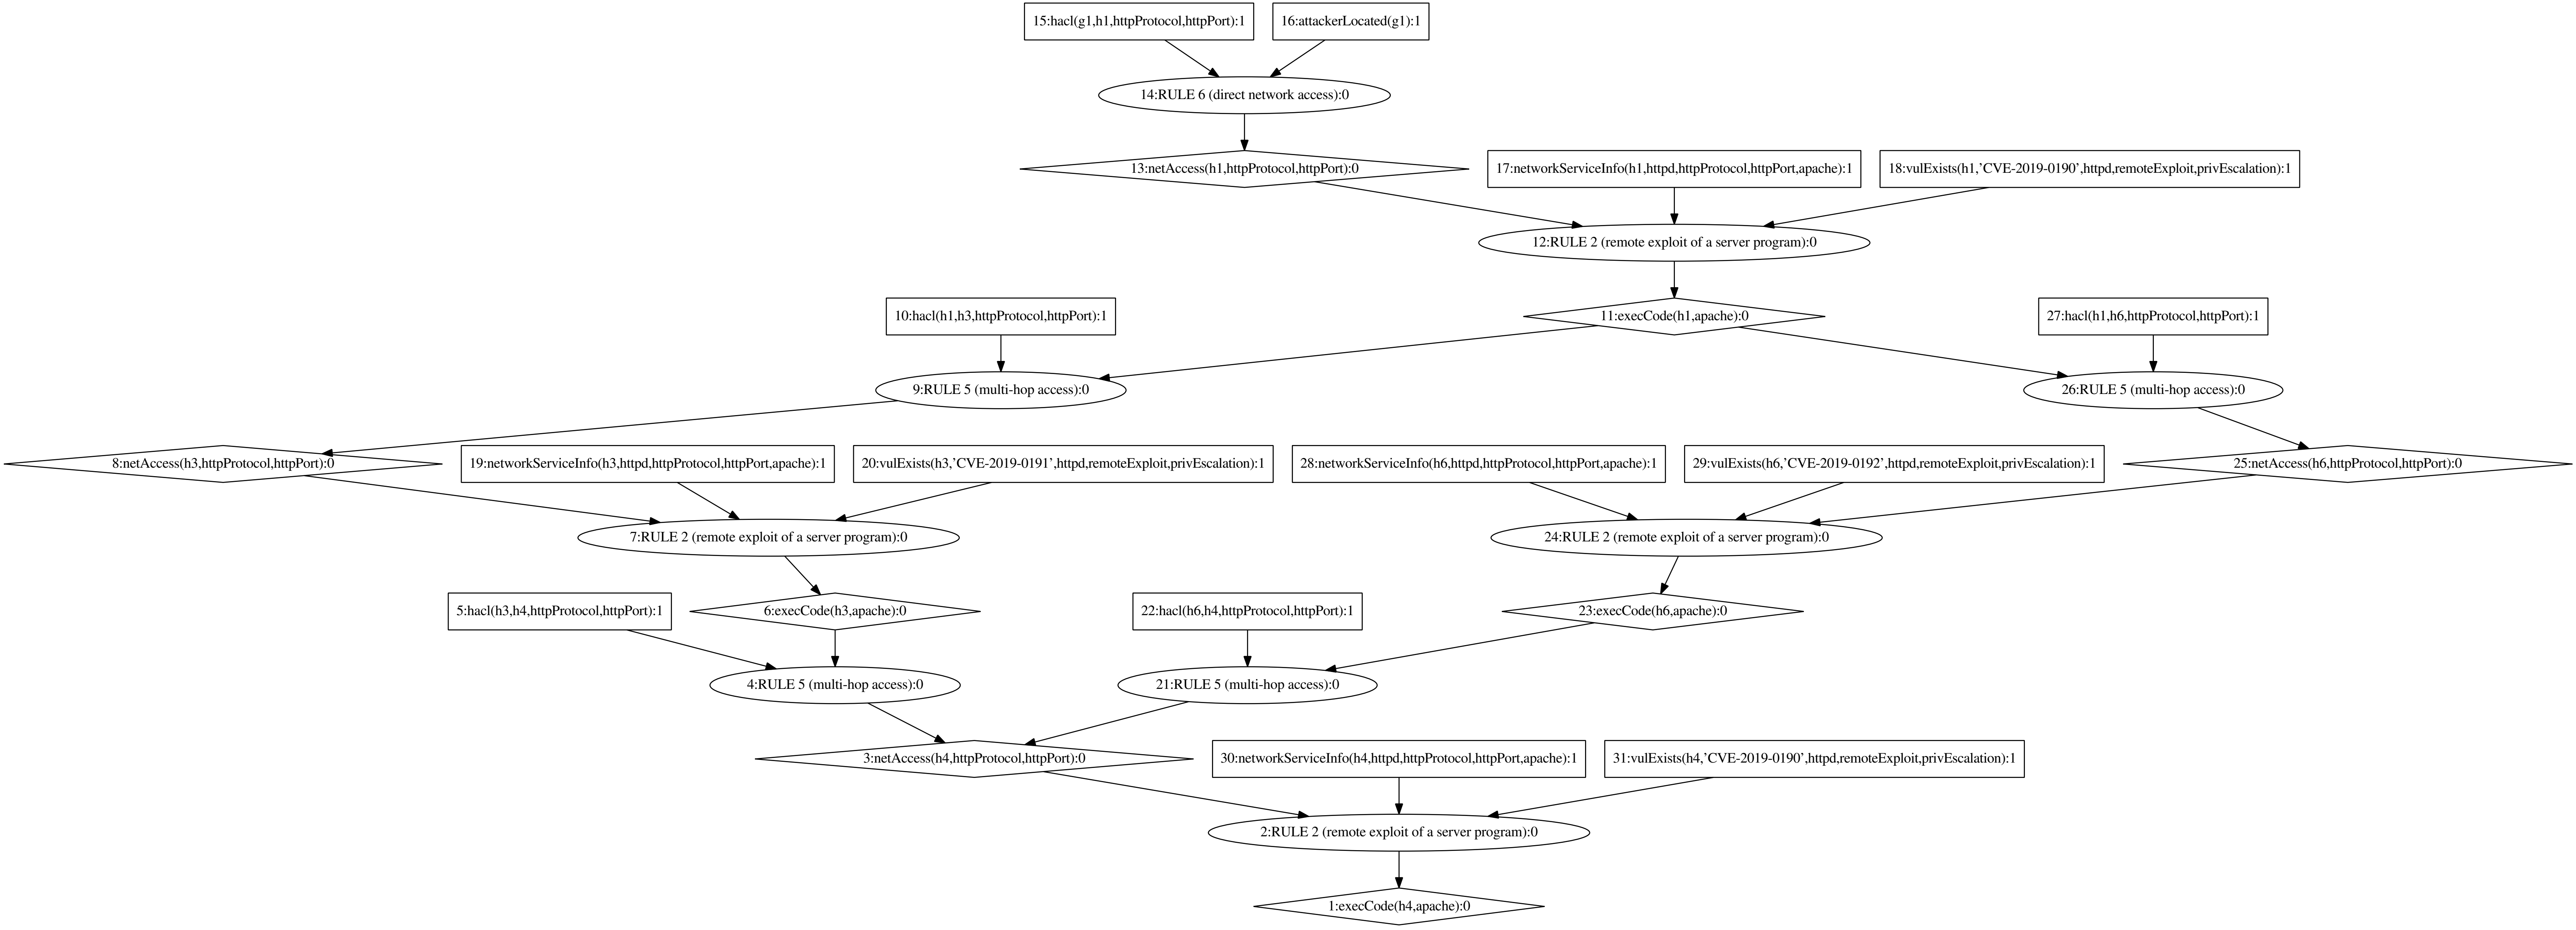 15:hacl(g1,h1,httpProtocol,httpPort):1
16:attackerLocated(g1):1
14:RULE 6 (direct network access):0
13:netAccess(h1,httpProtocol,httpPort):0
17:networkServiceInfo(h1,httpd,httpProtocol,httpPort,apache):1
18:vulExists(h1,’CVE-2019-0190’,httpd,remoteExploit,privEscalation):1
12:RULE 2 (remote exploit of a server program):0
10:hacl(h1,h3,httpProtocol,httpPort):1
11:execCode(h1,apache):0
27:hacl(h1,h6,httpProtocol,httpPort):1
9:RULE 5 (multi-hop access):0
26:RULE 5 (multi-hop access):0
8:netAccess(h3,httpProtocol,httpPort):0
19:networkServiceInfo(h3,httpd,httpProtocol,httpPort,apache):1
20:vulExists(h3,’CVE-2019-0191’,httpd,remoteExploit,privEscalation):1
28:networkServiceInfo(h6,httpd,httpProtocol,httpPort,apache):1
29:vulExists(h6,’CVE-2019-0192’,httpd,remoteExploit,privEscalation):1
25:netAccess(h6,httpProtocol,httpPort):0
7:RULE 2 (remote exploit of a server program):0
24:RULE 2 (remote exploit of a server program):0
5:hacl(h3,h4,httpProtocol,httpPort):1
6:execCode(h3,apache):0
22:hacl(h6,h4,httpProtocol,httpPort):1
23:execCode(h6,apache):0
4:RULE 5 (multi-hop access):0
21:RULE 5 (multi-hop access):0
3:netAccess(h4,httpProtocol,httpPort):0
30:networkServiceInfo(h4,httpd,httpProtocol,httpPort,apache):1
31:vulExists(h4,’CVE-2019-0190’,httpd,remoteExploit,privEscalation):1
2:RULE 2 (remote exploit of a server program):0
1:execCode(h4,apache):0